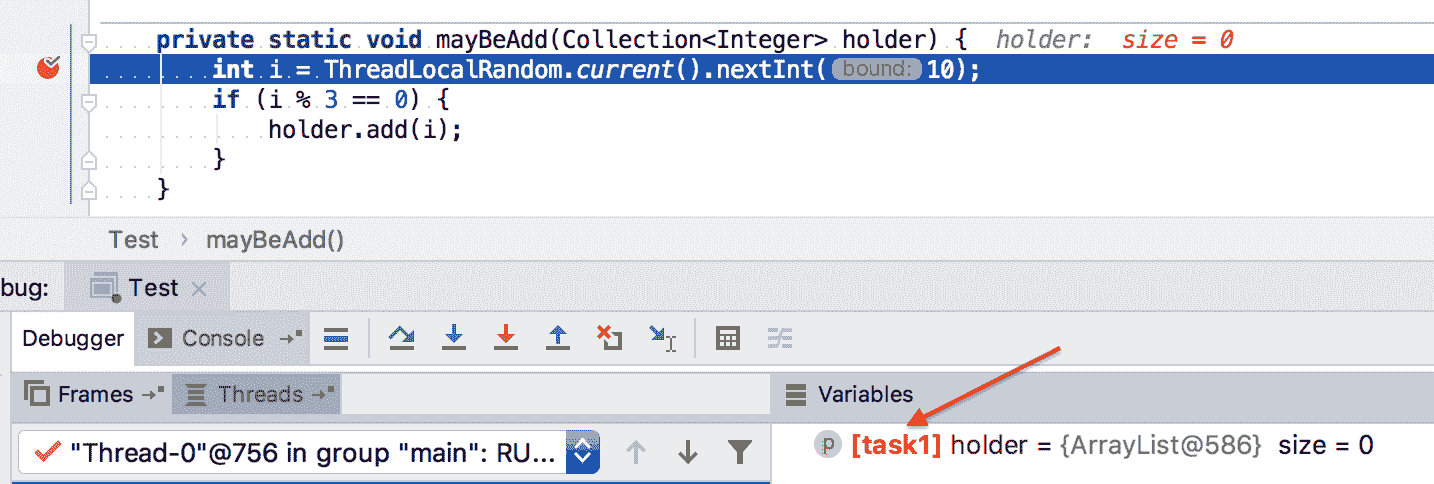 private static void mayBeAdd(Collection<Integer> holder) { holder: size = 0
int i = ThreadLocalRandom.current().nextInt( bound: 10);
if (i % 3 == 0) {
holder.add(i);
}
}
Test › mayBeAdd()
bug: Test ×
Debugger Console
Frames Threads Variables
"Thread-0"@756 in group "main": RU... p [task1] holder = {ArrayList@586} size = 0